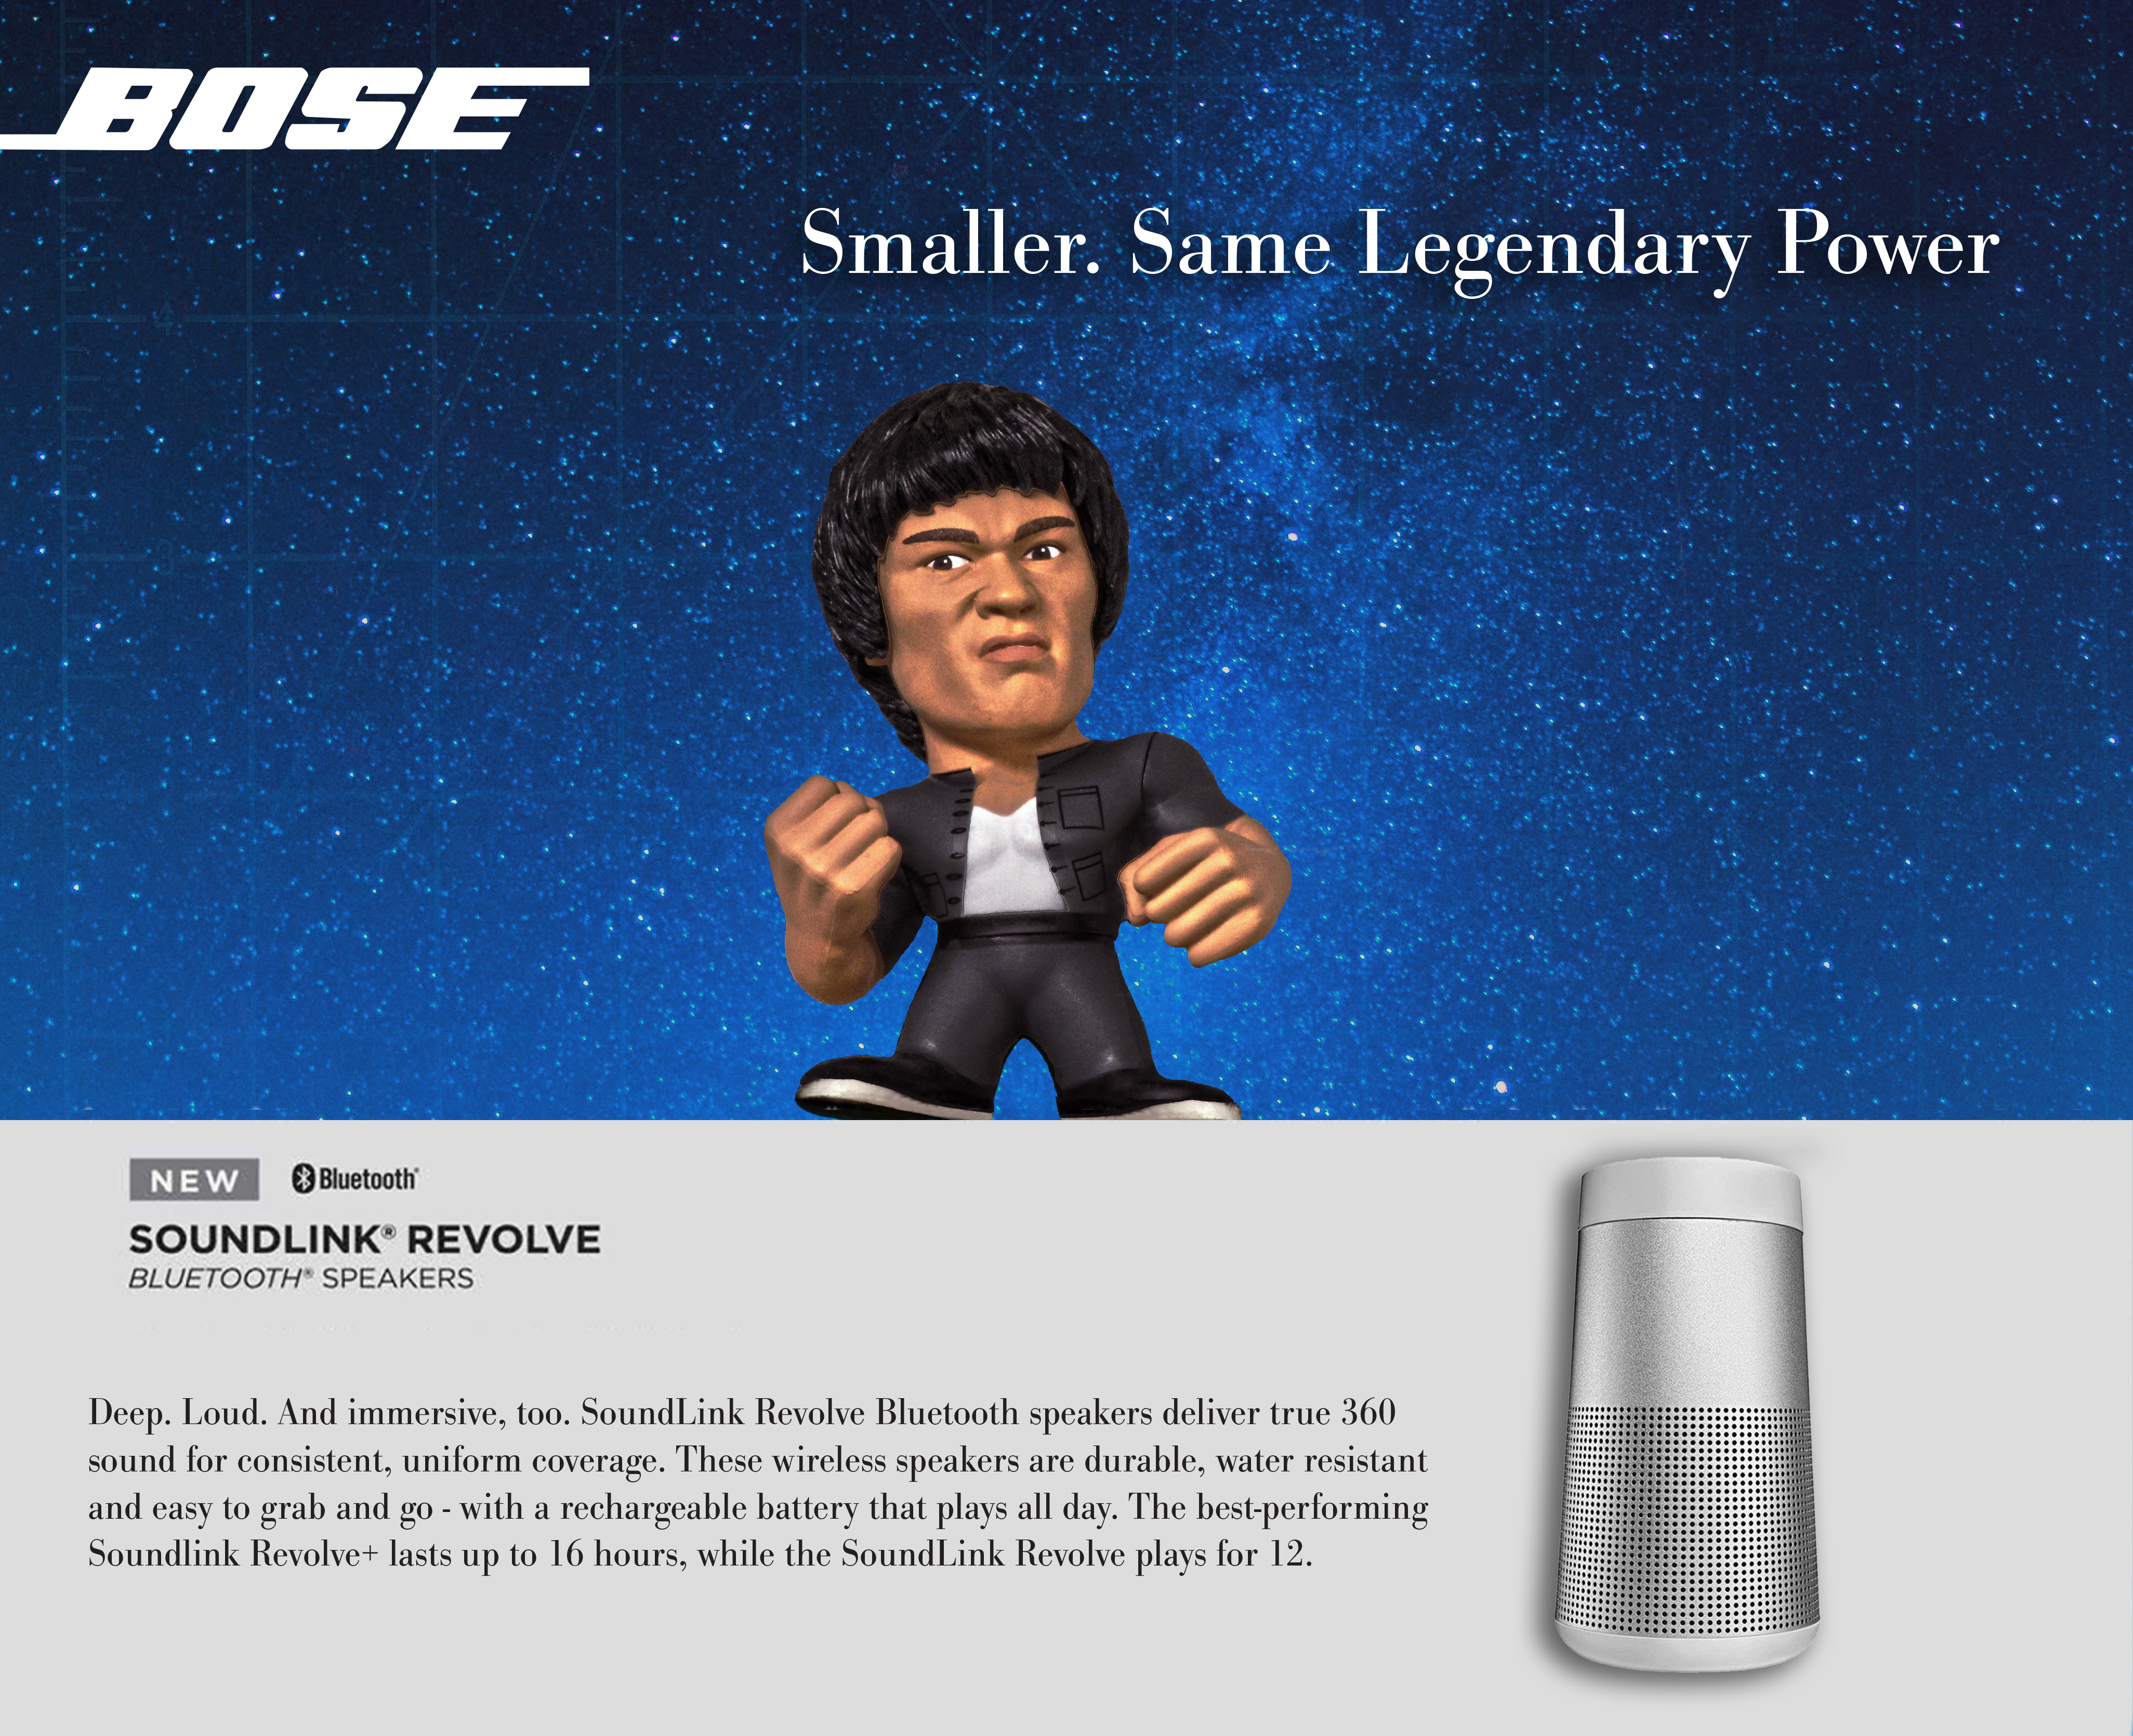 BOSE
Smaller. Same Legendary Power
NEW Bluetooth®
SOUNDLINK® REVOLVE
BLUETOOTH® SPEAKERS
Deep. Loud. And immersive, too. SoundLink Revolve Bluetooth speakers deliver true 360
sound for consistent, uniform coverage. These wireless speakers are durable, water resistant
and easy to grab and go - with a rechargeable battery that plays all day. The best-performing
Soundlink Revolve+ lasts up to 16 hours, while the SoundLink Revolve plays for 12.